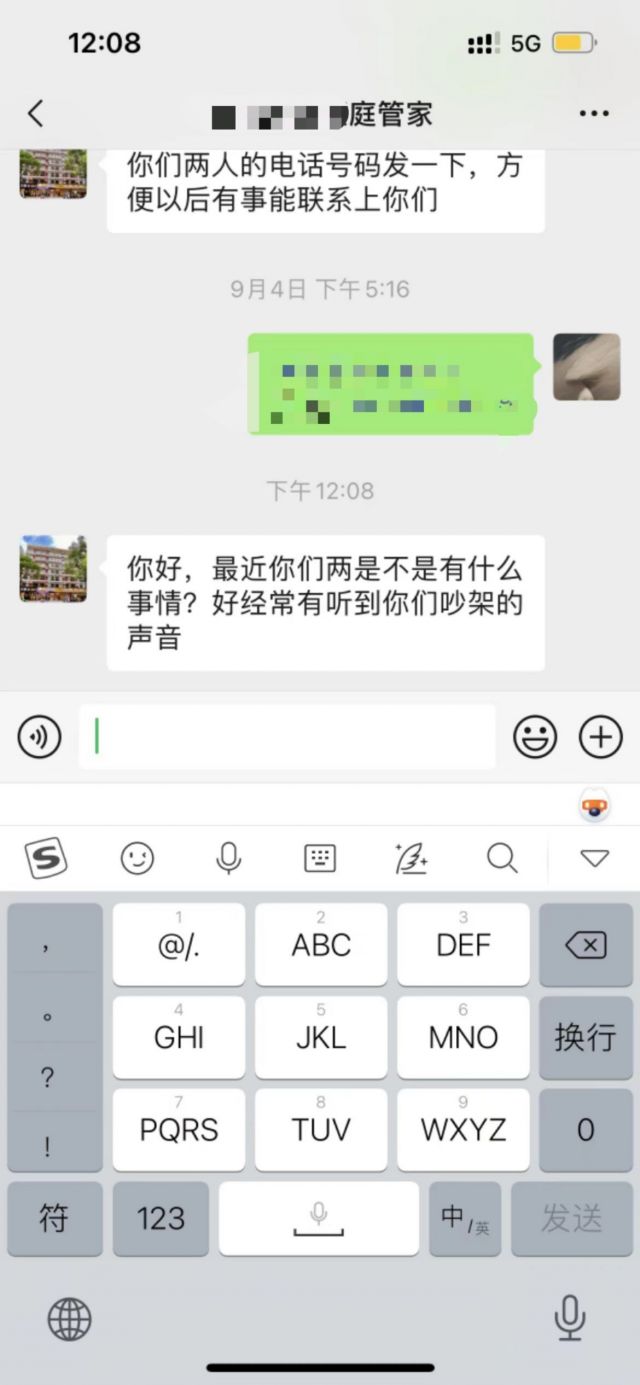 12:08
5G
庭管家
你们两人的电话号码发一下，方
便以后有事能联系上你们
9月4日 下午5:16
下午12:08
你好，最近你们两是不是有什么
事情？好经常有听到你们吵架的
声音
S
，
。
?
!
1
@/.
2
ABC
3
DEF
4
GHI
5
JKL
6
MNO
换行
7
PQRS
8
TUV
9
WXYZ
0
符
123
中/英
发送